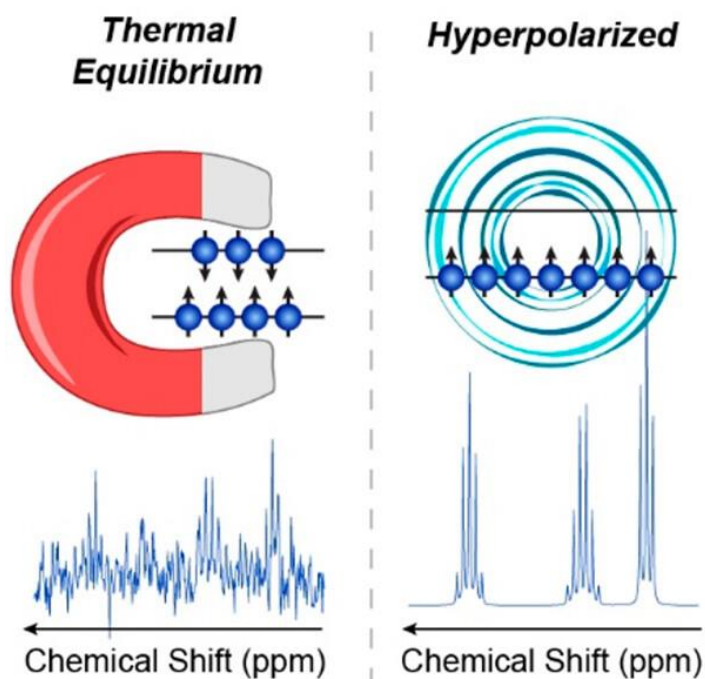 Thermal
Equilibrium
Hyperpolarized
Chemical Shift (ppm)
Chemical Shift (ppm)